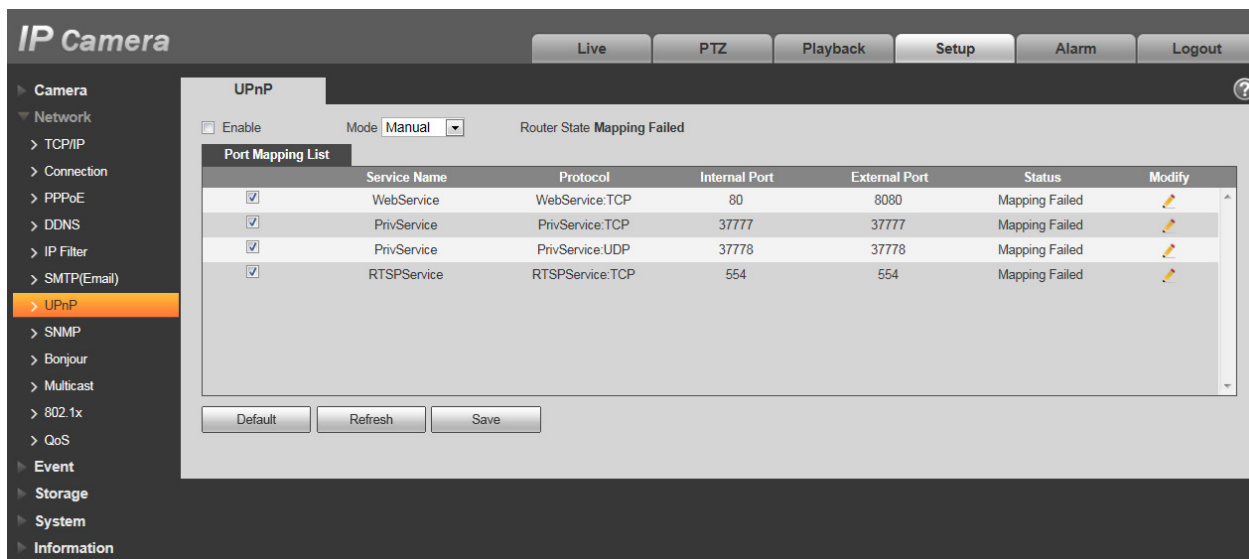 IP Camera
Live PTZ Playback Setup Alarm Logout
Camera
Network
> TCP/IP
> Connection
> PPPoE
> DDNS
> IP Filter
> SMTP(Email)
> UPnP
> SNMP
> Bonjour
> Multicast
> 802.1x
> QoS
Event
Storage
System
Information
UPnP
?
Enable Mode Manual Router State Mapping Failed
Port Mapping List
Service Name Protocol Internal Port External Port Status Modify
WebService WebService:TCP 80 8080 Mapping Failed
PrivService PrivService:TCP 37777 37777 Mapping Failed
PrivService PrivService:UDP 37778 37778 Mapping Failed
RTSPService RTSPService:TCP 554 554 Mapping Failed
Default Refresh Save